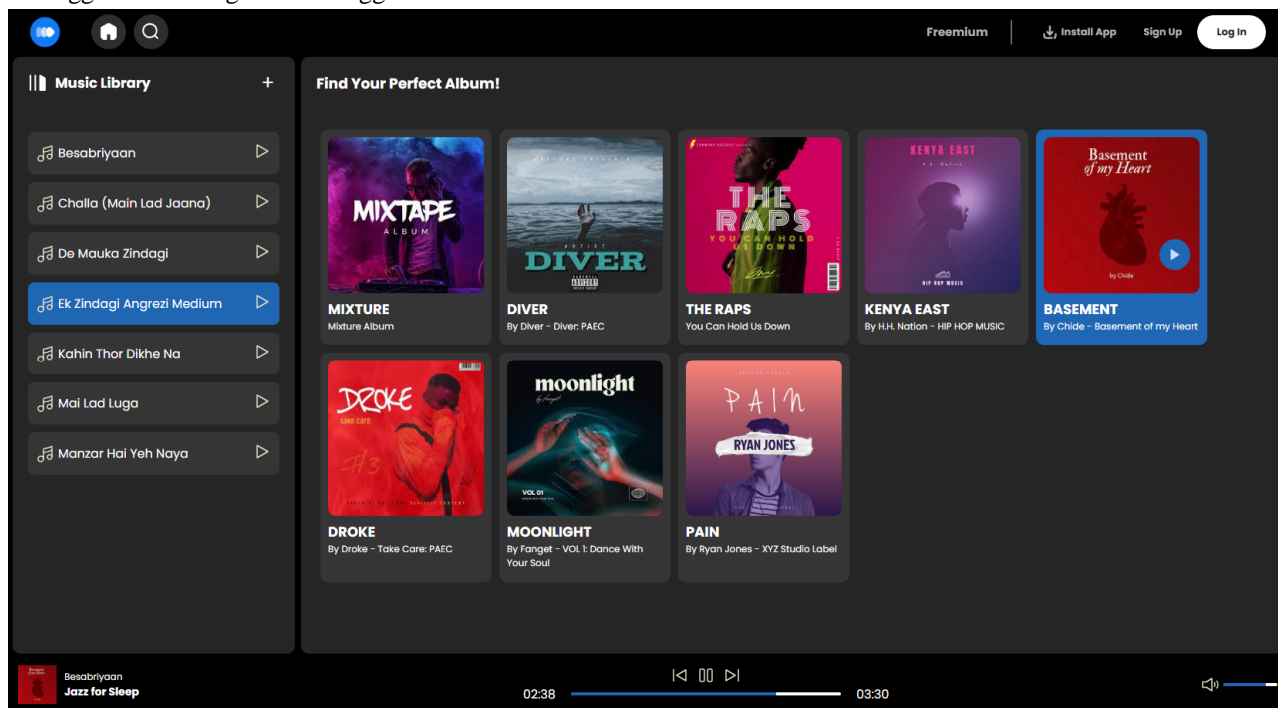 Freemium
Install App
Sign Up
Log In
Music Library
+
Find Your Perfect Album!
Besabriyaan
Challa (Main Lad Jaana)
De Mauka Zindagi
Ek Zindagi Angrezi Medium
Kahin Thor Dikhe Na
Mai Lad Luga
Manzar Hai Yeh Naya
MIXTAPE
ALBUM
MIXTURE
Mixture Album
ARTIST
DIVER
DIVER
By Diver - Diver: PAEC
THE
RAPS
YOU CAN HOLD
US DOWN
THE RAPS
You Can Hold Us Down
KENYA EAST
HIP HOP MUSIC
KENYA EAST
By H.H. Nation - HIP HOP MUSIC
Basement
of my Heart
by Chide
BASEMENT
By Chide - Basement of my Heart
DROKE
take care
#3
DROKE
By Droke - Take Care: PAEC
moonlight
by Fanget
VOL 01
MOONLIGHT
By Fanget - VOL 1: Dance With
Your Soul
PAIN
RYAN JONES
PAIN
By Ryan Jones - XYZ Studio Label
Besabriyaan
Jazz for Sleep
02:38
03:30